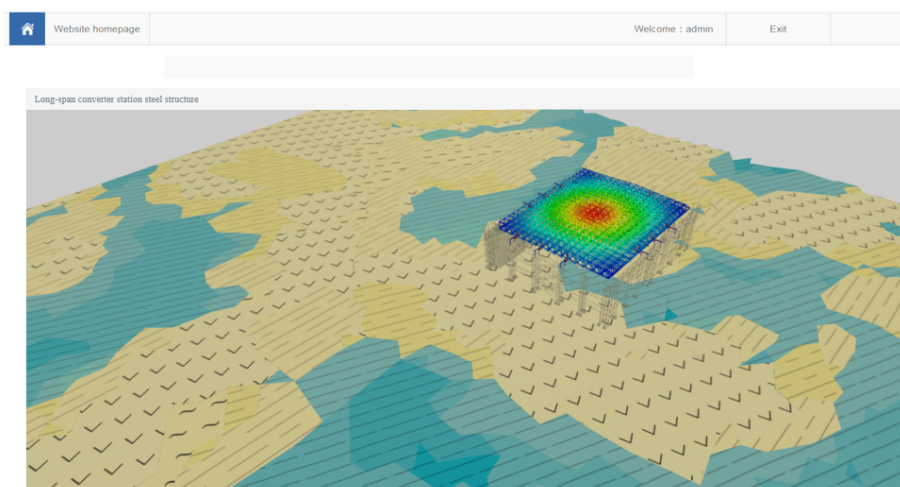 Website homepage
Welcome：admin
Exit
Long-span converter station steel structure